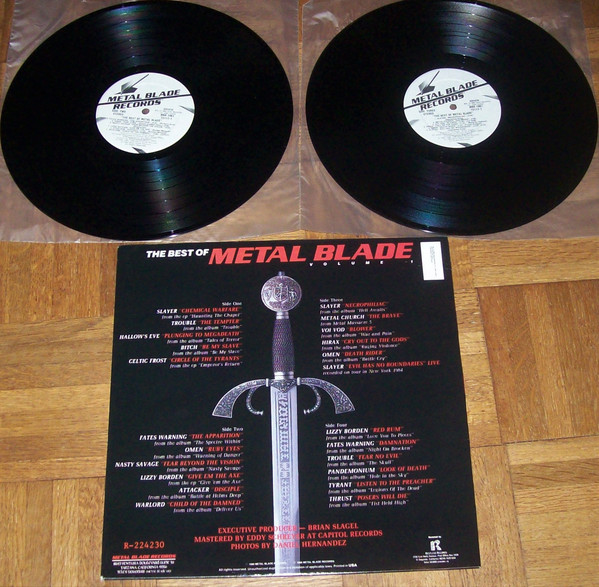 METAL BLADE
RECORDS
METAL BLADE
RECORDS
THE BEST OF METAL BLADE
VOLUME 1
Side One
SLAYER "CHEMICAL WARFARE"
from the ep "Haunting The Chapel"
TROUBLE "THE TEMPTER"
from the album "Trouble"
HALLOW'S EVE "PLUNGING TO MEGADEATH"
from the album "Tales of Terror"
BITCH "BE MY SLAVE"
from the album "Be My Slave"
CELTIC FROST "CIRCLE OF THE TYRANTS"
from the ep "Emperor's Return"
Side Two
FATES WARNING "THE APPARITION"
from the album "The Spectre Within"
OMEN "RUBY EYES"
from the album "Warning of Danger"
NASTY SAVAGE "FEAR BEYOND THE VISION"
from the album "Nasty Savage"
LIZZY BORDEN "GIVE EM THE AXE"
from the ep "Give 'em the Axe"
ATTACKER "DISCIPLE"
from the album "Battle at Helms Deep"
WARLORD "CHILD OF THE DAMNED"
from the album "Deliver Us"
Side Three
SLAYER "NECROPHILIAC"
from the album "Hell Awaits"
METAL CHURCH "THE BRAVE"
from Metal Massacre 5
VOI VOD "BLOWER"
from the album "War and Pain"
HIRAX "CRY OUT TO THE GODS"
from the album "Raging Violence"
OMEN "DEATH RIDER"
from the album "Battle Cry"
SLAYER "EVIL HAS NO BOUNDARIES" LIVE
recorded on tour in New York 1984
Side Four
LIZZY BORDEN "RED RUM"
from the album "Love You To Pieces"
FATES WARNING "DAMNATION"
from the album "Night On Brocken"
TROUBLE "FEAR NO EVIL"
from the album "The Skull"
PANDEMONIUM "LOOK OF DEATH"
from the album "Hole in the Sky"
TYRANT "LISTEN TO THE PREACHER"
from the album "Legions Of The Dead"
THRUST "POSERS WILL DIE"
from the album "Fist Held High"
EXECUTIVE PRODUCER — BRIAN SLAGEL
MASTERED BY EDDY SCHREYER AT CAPITOL RECORDS
PHOTOS BY DANIEL HERNANDEZ
R-224230
METAL BLADE RECORDS